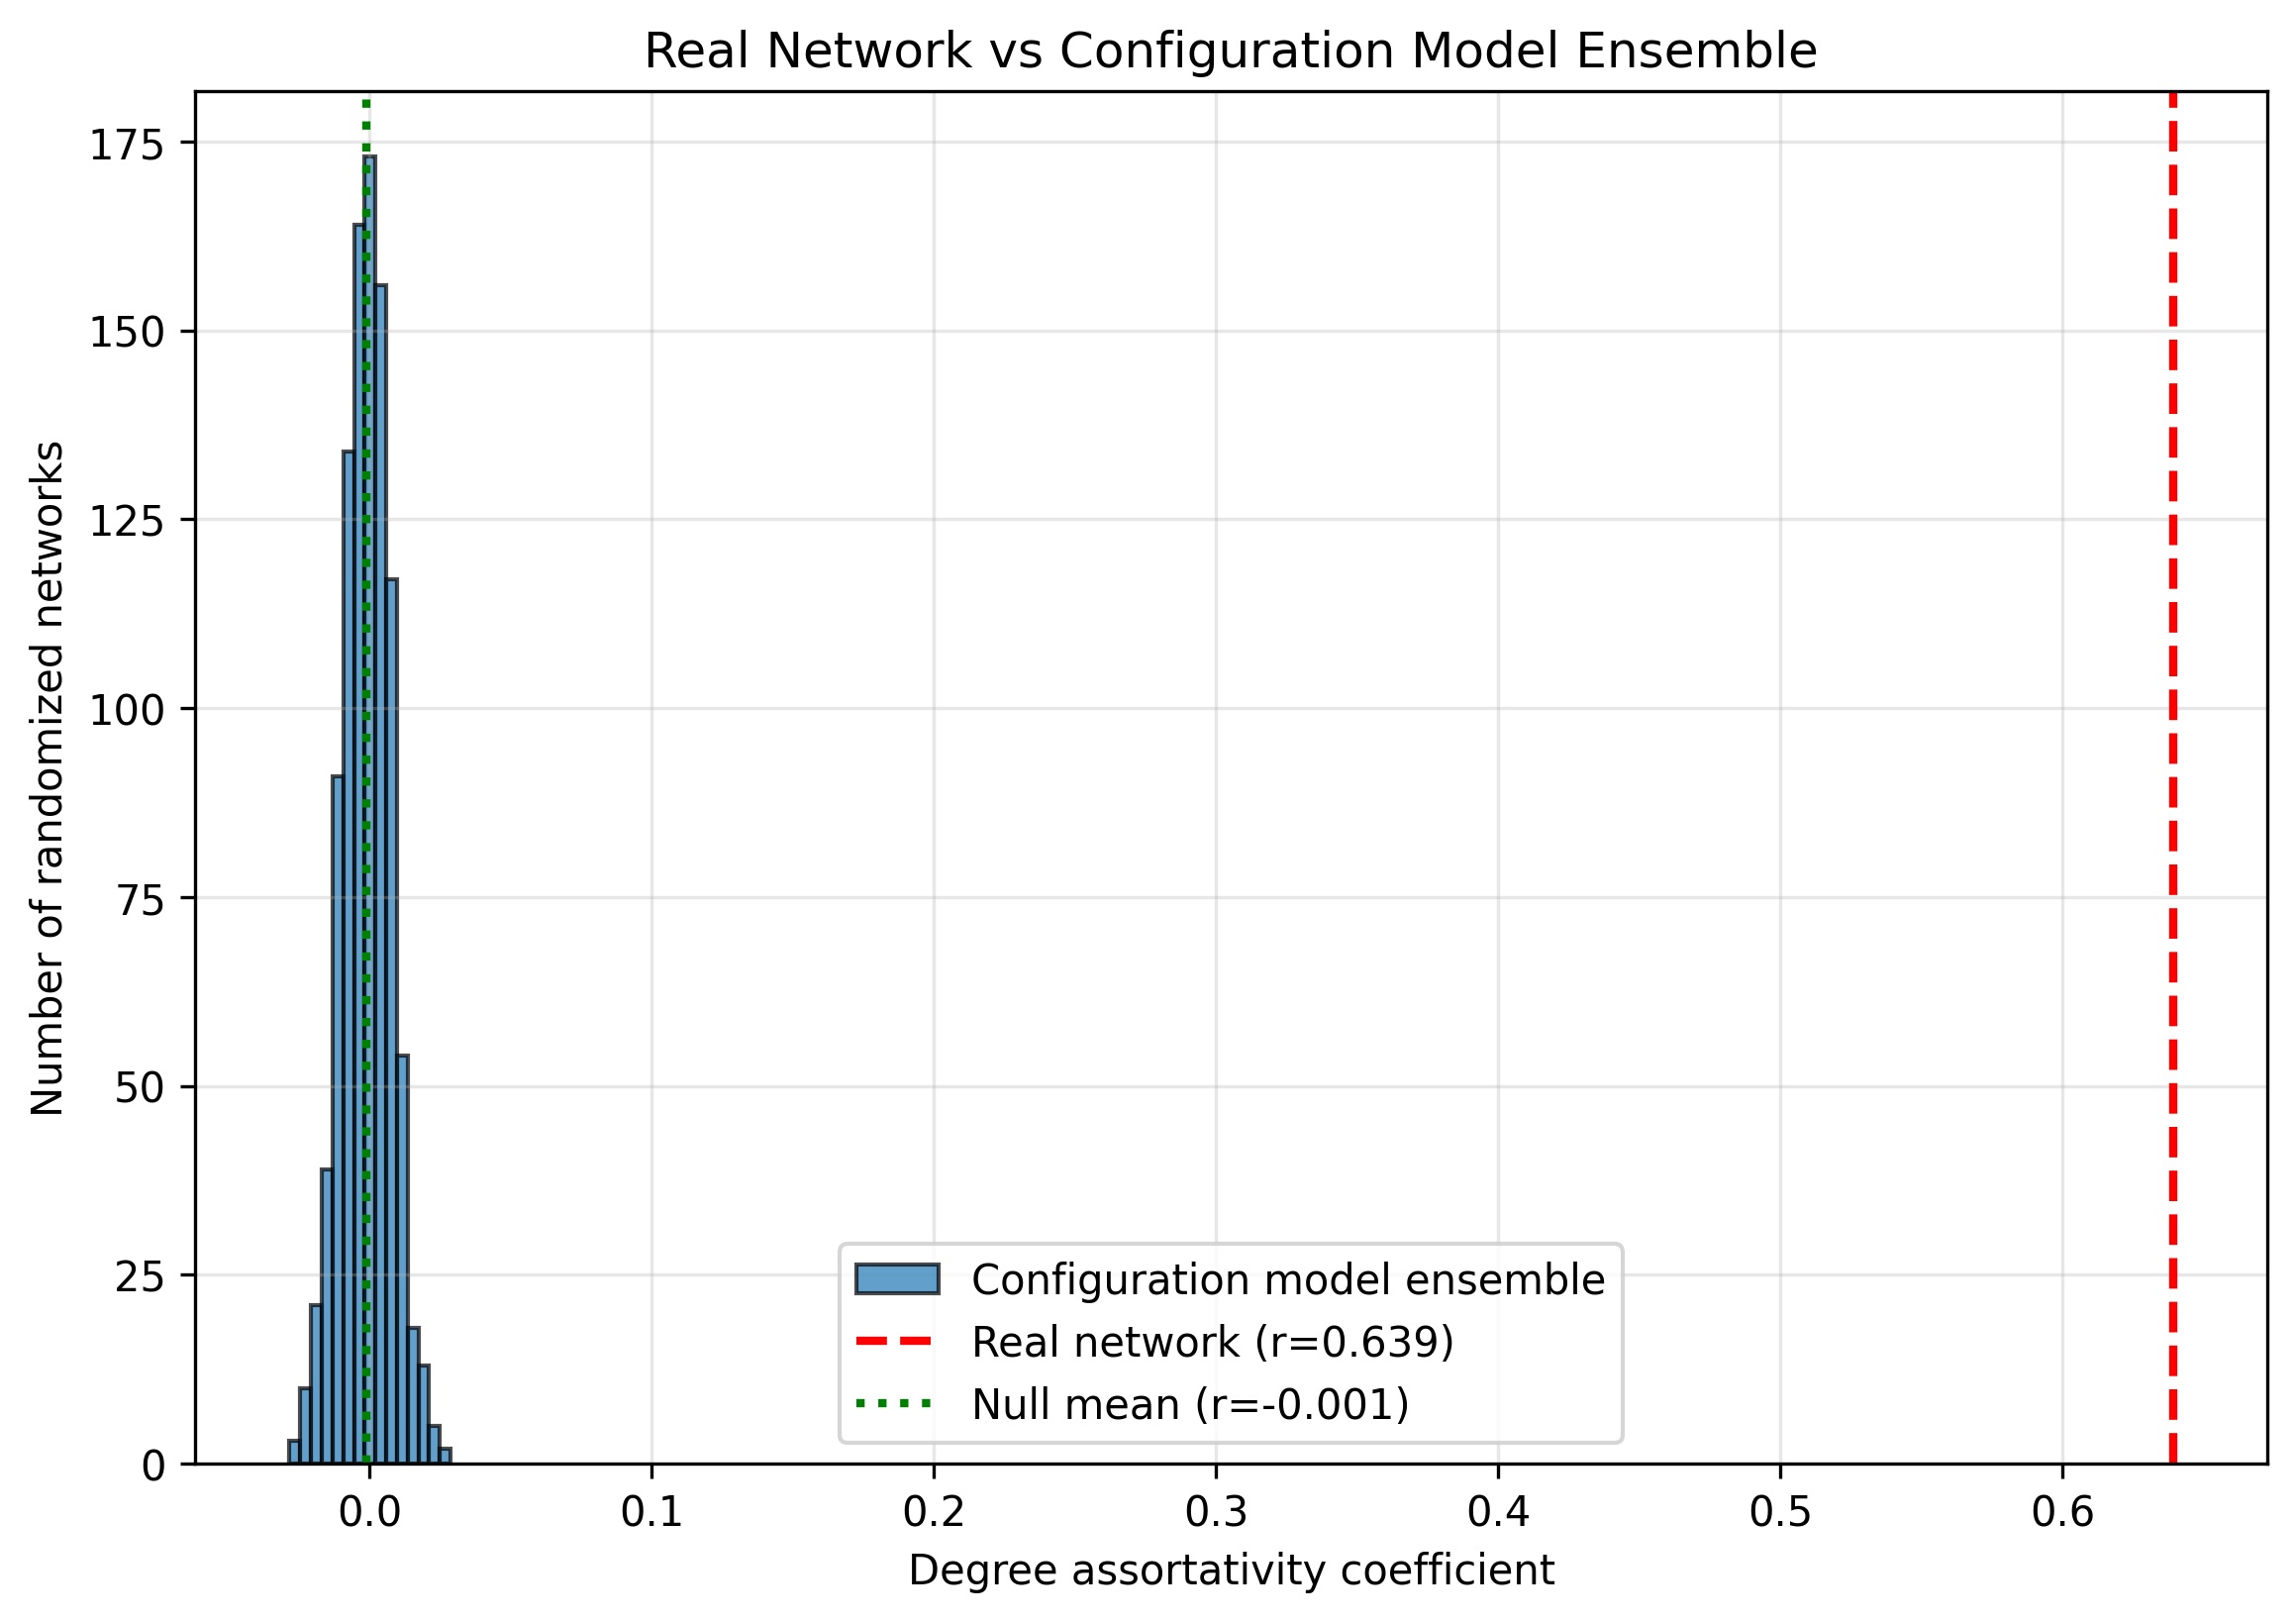 Real Network vs Configuration Model Ensemble
Number of randomized networks
175
150
125
100
75
50
25
0
Configuration model ensemble
Real network (r=0.639)
Null mean (r=-0.001)
0.0 0.1 0.2 0.3 0.4 0.5 0.6
Degree assortativity coefficient